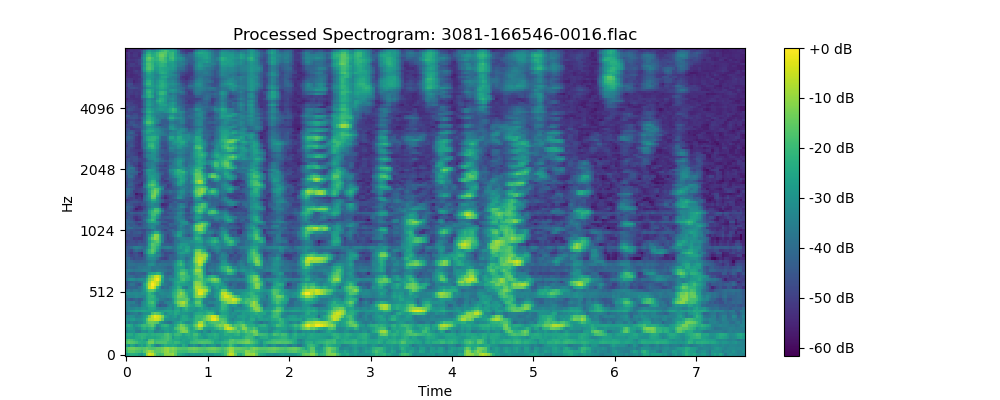 Processed Spectrogram: 3081-166546-0016.flac
Hz
4096
2048
1024
512
0
0 1 2 3 4 5 6 7
Time
+0 dB
-10 dB
-20 dB
-30 dB
-40 dB
-50 dB
-60 dB